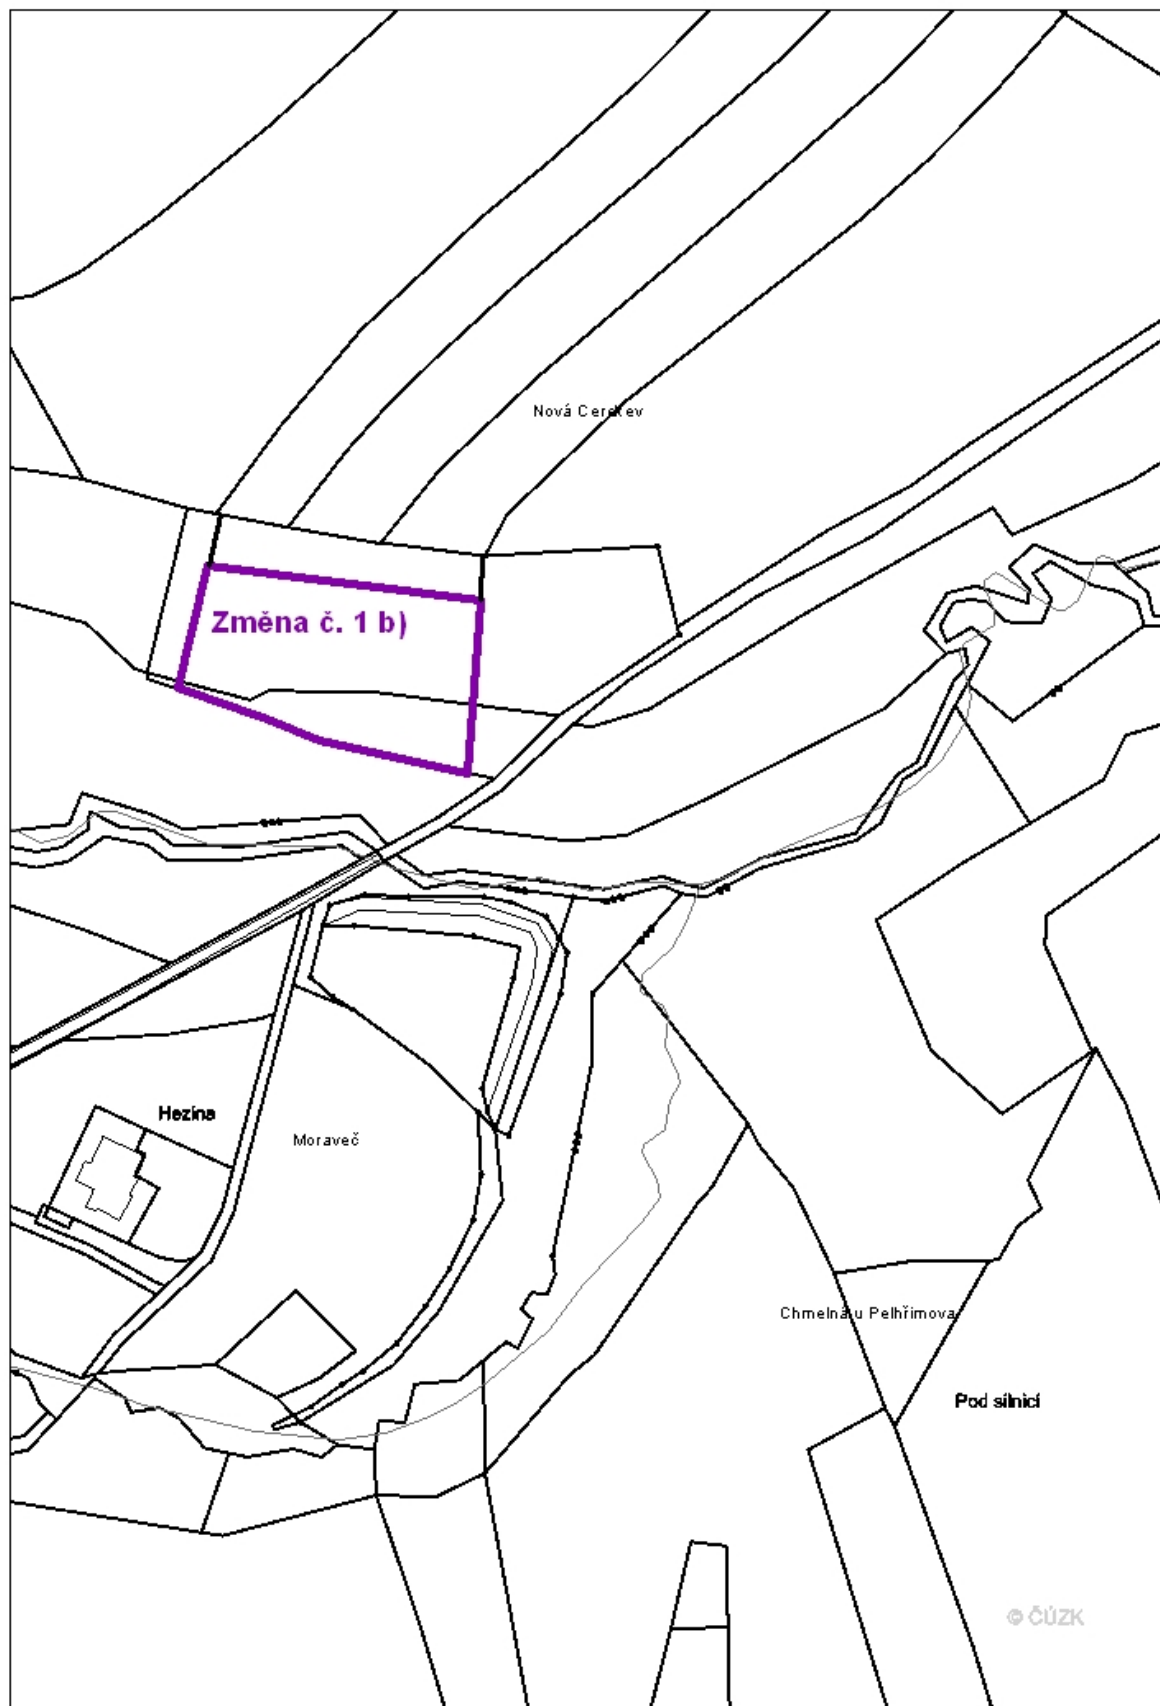 Nová Cerekev
Změna č. 1 b)
Hezina
Moraveč
Chmelná u Pelhřimova
Pod silnicí
© ČÚZK